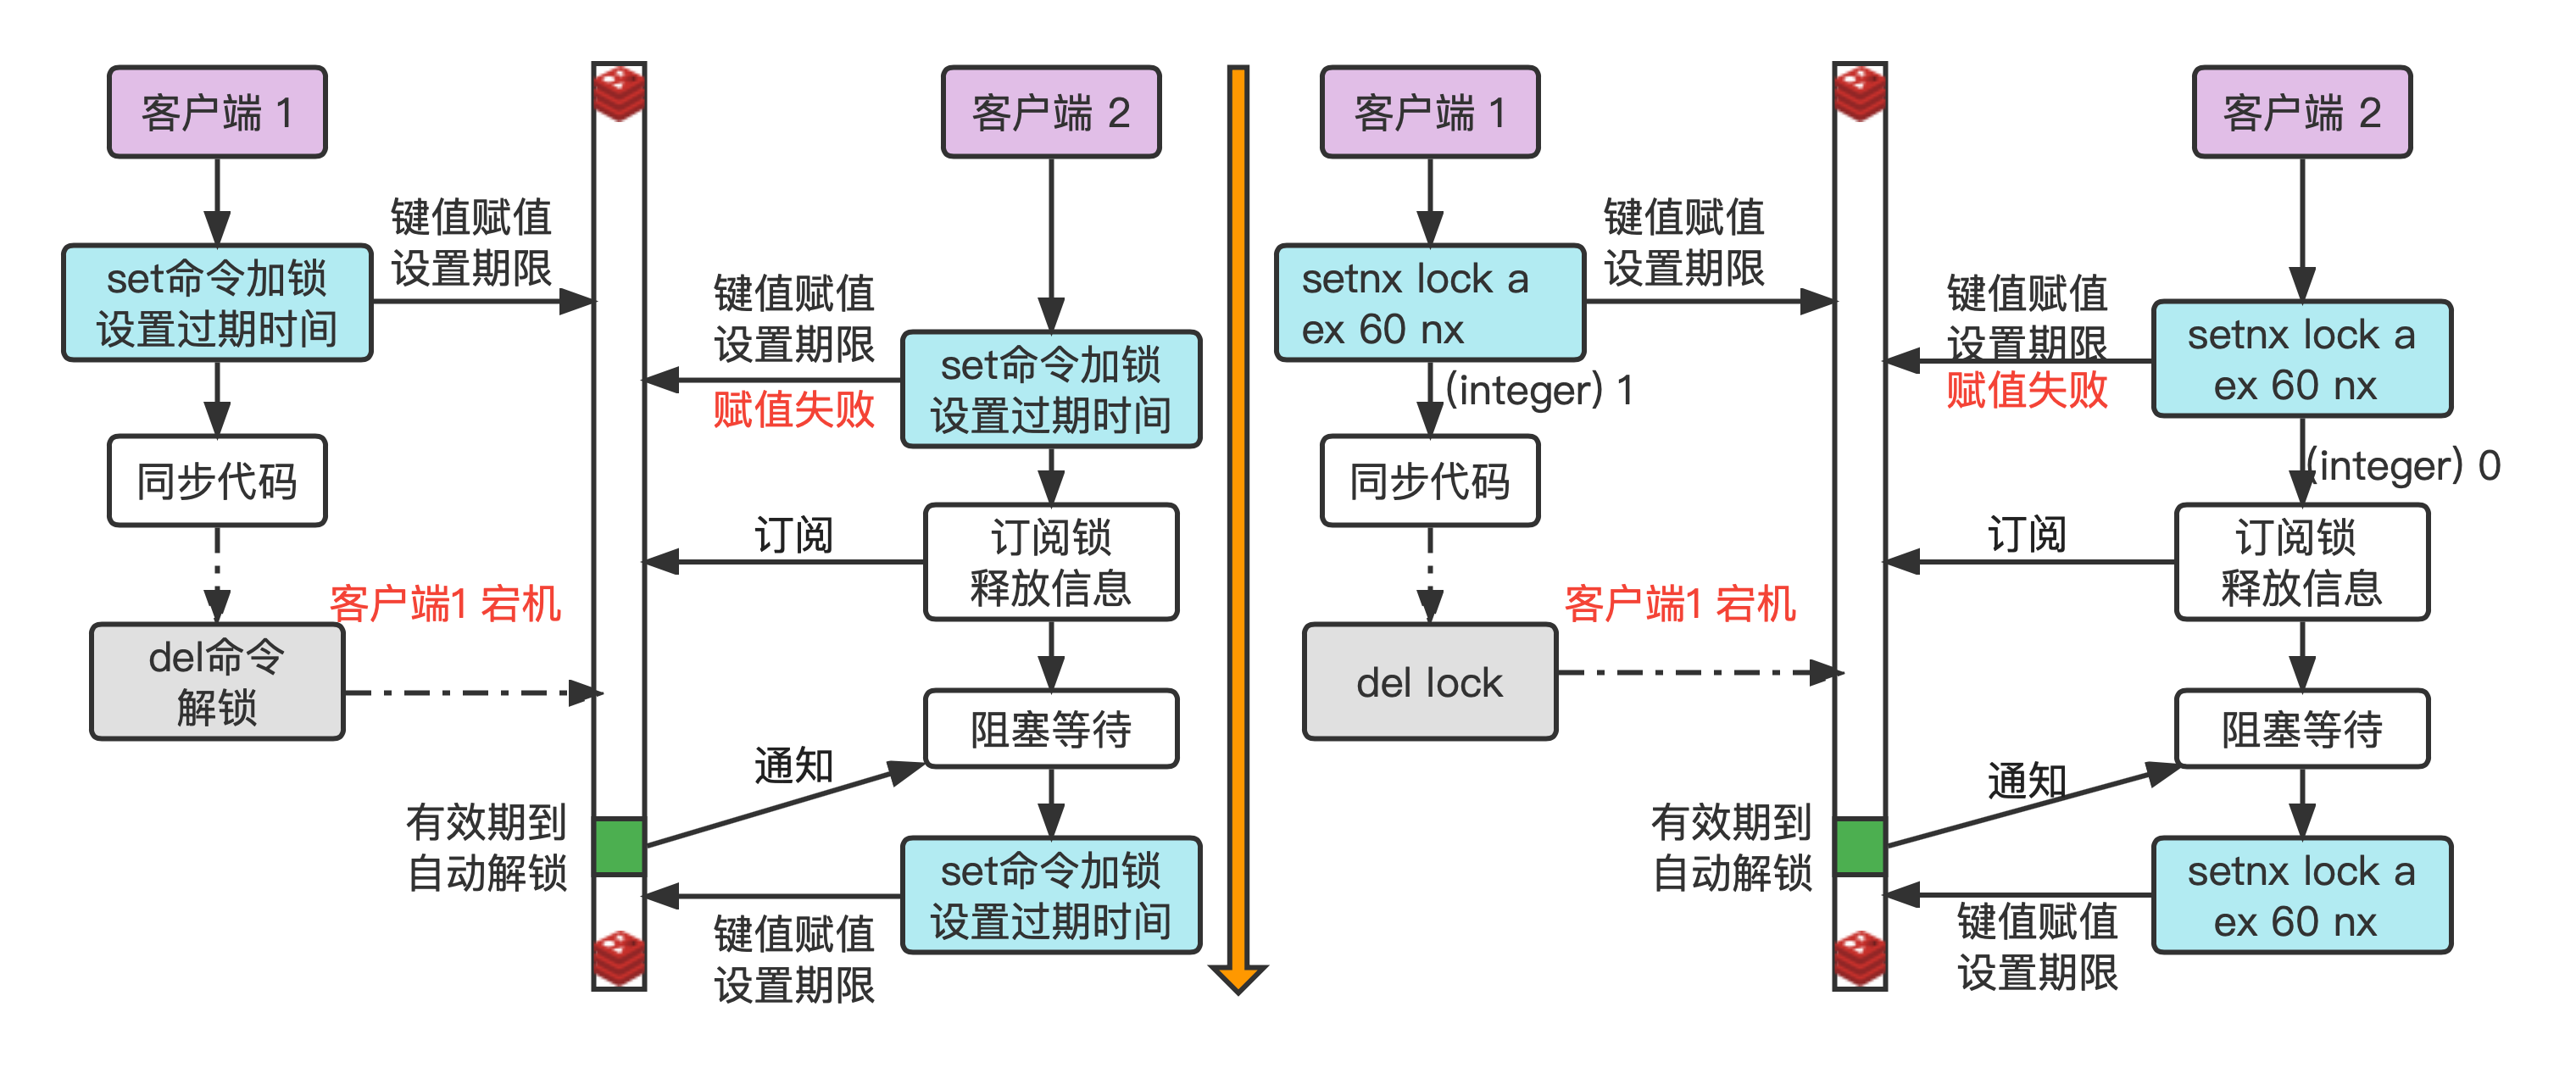 客户端 1
键值赋值
设置期限
set命令加锁
设置过期时间
同步代码
客户端1 宕机
del命令
解锁
有效期到
自动解锁
客户端 2
键值赋值
设置期限
赋值失败
set命令加锁
设置过期时间
订阅
订阅锁
释放信息
阻塞等待
通知
set命令加锁
设置过期时间
键值赋值
设置期限
客户端 1
键值赋值
设置期限
setnx lock a
ex 60 nx
(integer) 1
同步代码
客户端1 宕机
del lock
有效期到
自动解锁
客户端 2
键值赋值
设置期限
赋值失败
setnx lock a
ex 60 nx
(integer) 0
订阅
订阅锁
释放信息
阻塞等待
通知
setnx lock a
ex 60 nx
键值赋值
设置期限